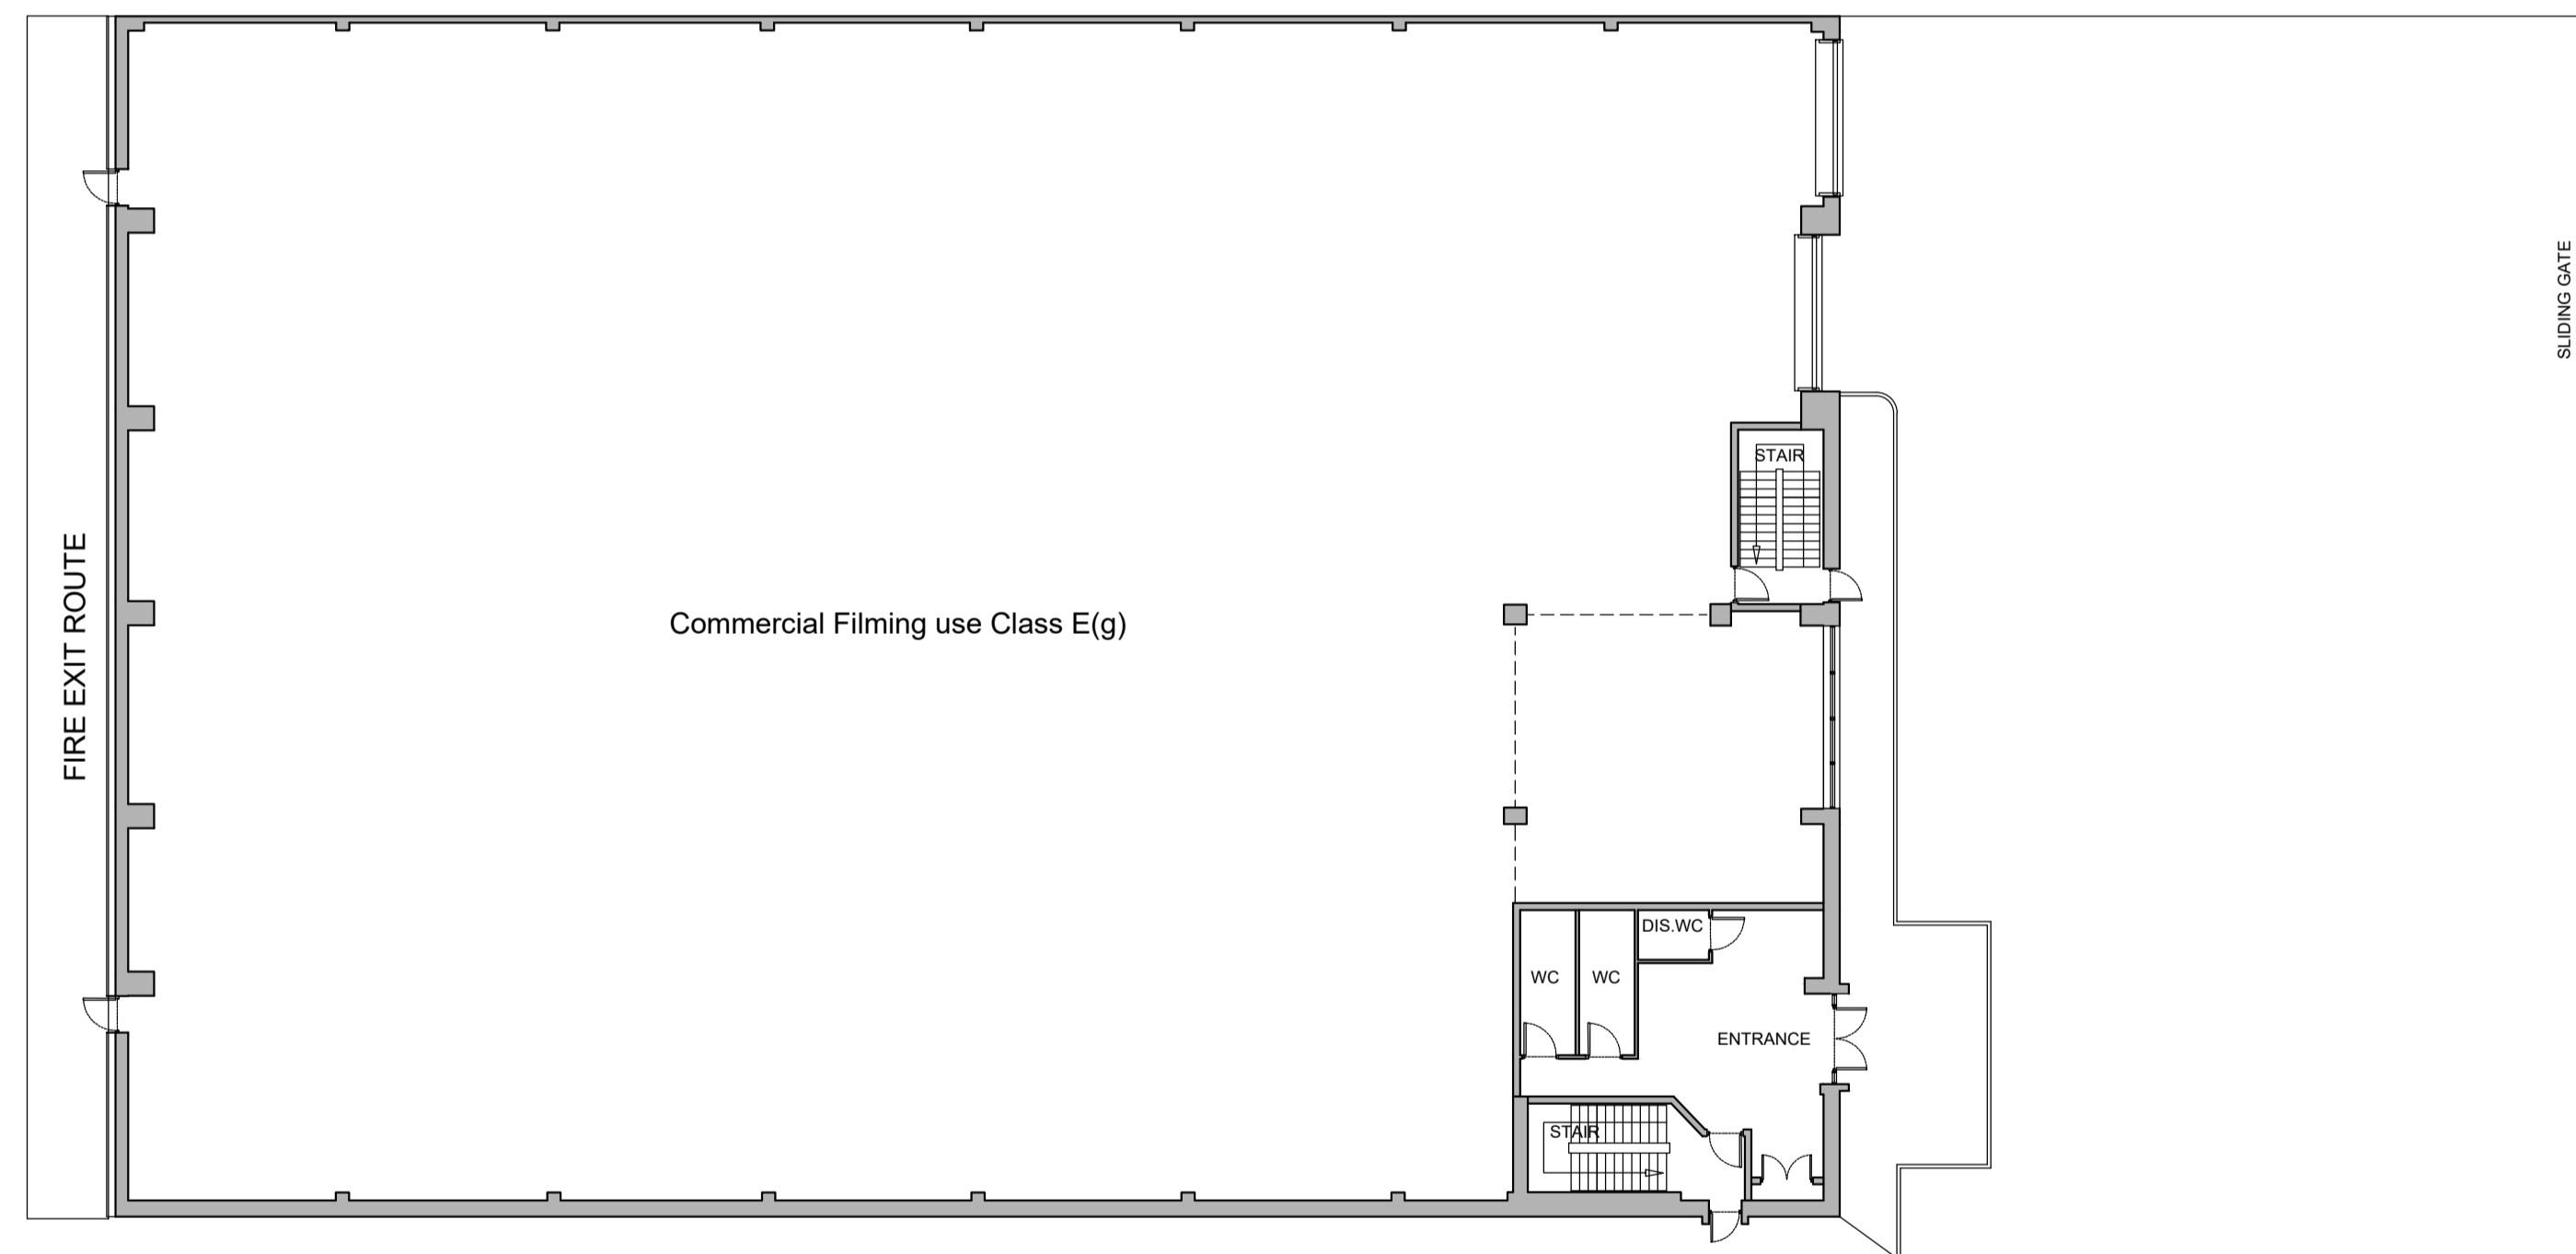 SLIDING GATE
STAIR
FIRE EXIT ROUTE
Commercial Filming use Class E(g)
DIS.WC
WC
WC
ENTRANCE
STAIR